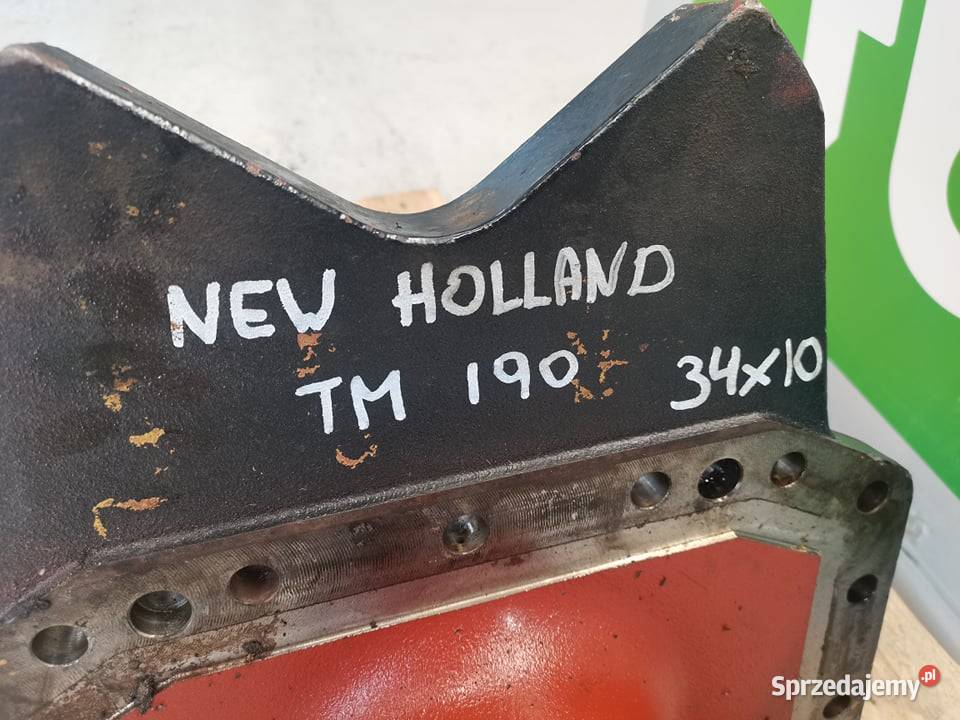 NEW HOLLAND
TM 190 34x10
Sprzedajemy.pl